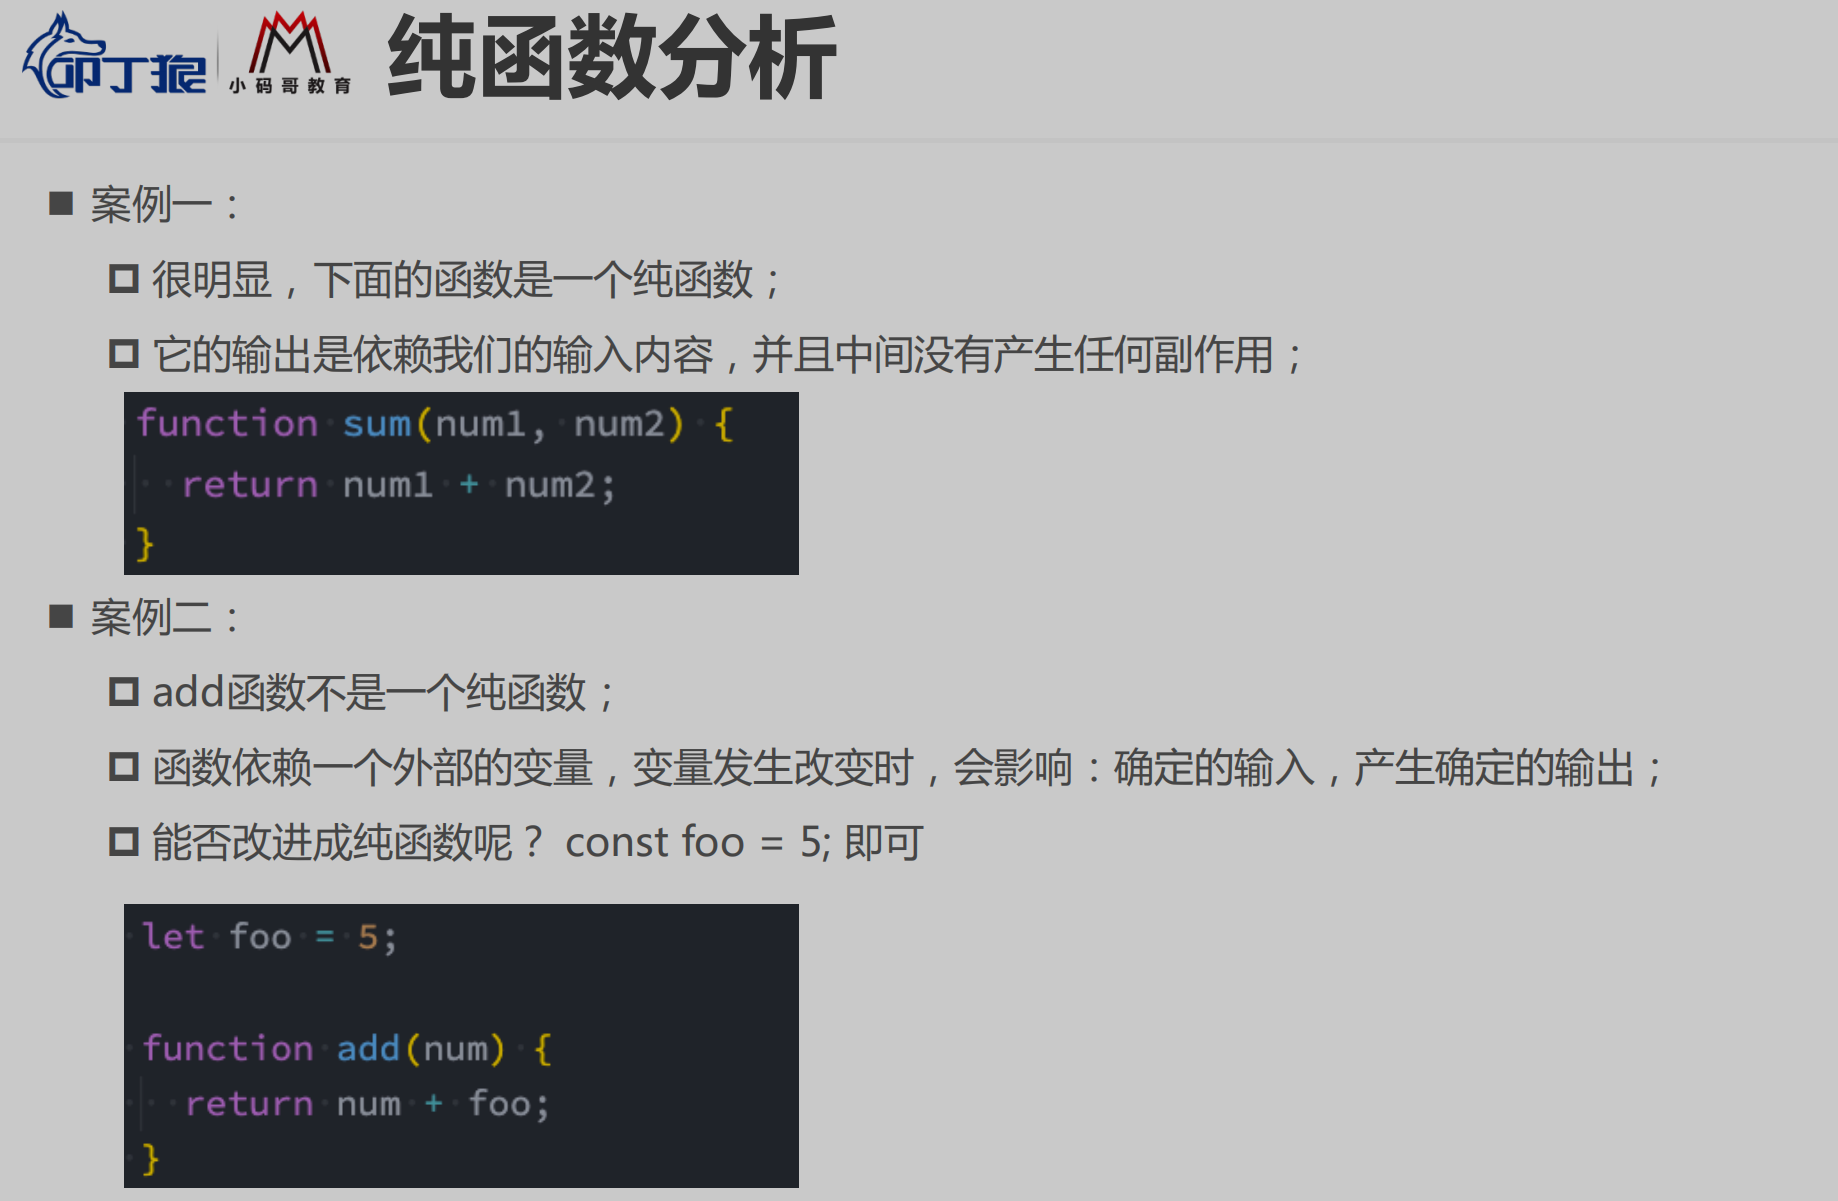 叩丁狼 小码哥教育 纯函数分析
案例一：
很明显，下面的函数是一个纯函数；
它的输出是依赖我们的输入内容，并且中间没有产生任何副作用；
function sum(num1, num2) {
  return num1 + num2;
}
案例二：
add函数不是一个纯函数；
函数依赖一个外部的变量，变量发生改变时，会影响：确定的输入，产生确定的输出；
能否改进成纯函数呢？ const foo = 5; 即可
let foo = 5;
function add(num) {
  return num + foo;
}